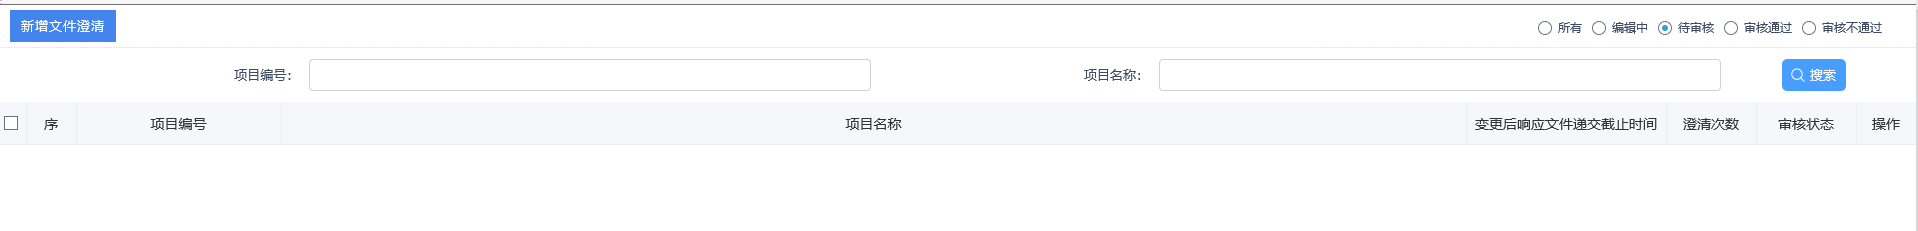 新增文件澄清
所有 编辑中 待审核 审核通过 审核不通过
项目编号： 项目名称： 搜索
序 项目编号 项目名称 变更后响应文件递交截止时间 澄清次数 审核状态 操作